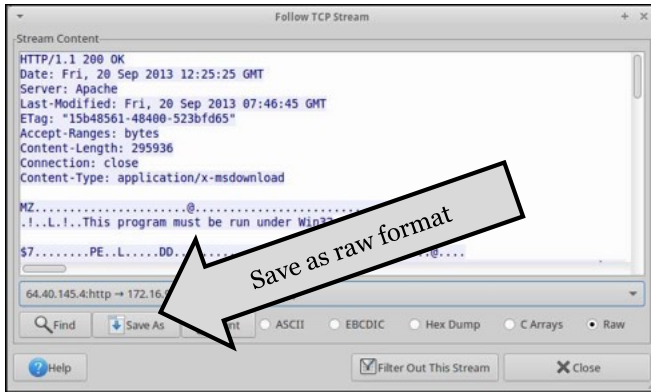 Follow TCP Stream
Stream Content
HTTP/1.1 200 OK
Date: Fri, 20 Sep 2013 12:25:25 GMT
Server: Apache
Last-Modified: Fri, 20 Sep 2013 07:46:45 GMT
ETag: "15b48561-48400-523bfd65"
Accept-Ranges: bytes
Content-Length: 295936
Connection: close
Content-Type: application/x-msdownload
MZ......................@..........................
.!..L.!..This program must be run under Win32
$7........PE..L.....DD.. ..@....
Save as raw format
64.40.145.4:http → 172.16.
Find
Save As
ASCII
EBCDIC
Hex Dump
C Arrays
Raw
Help
Filter Out This Stream
Close